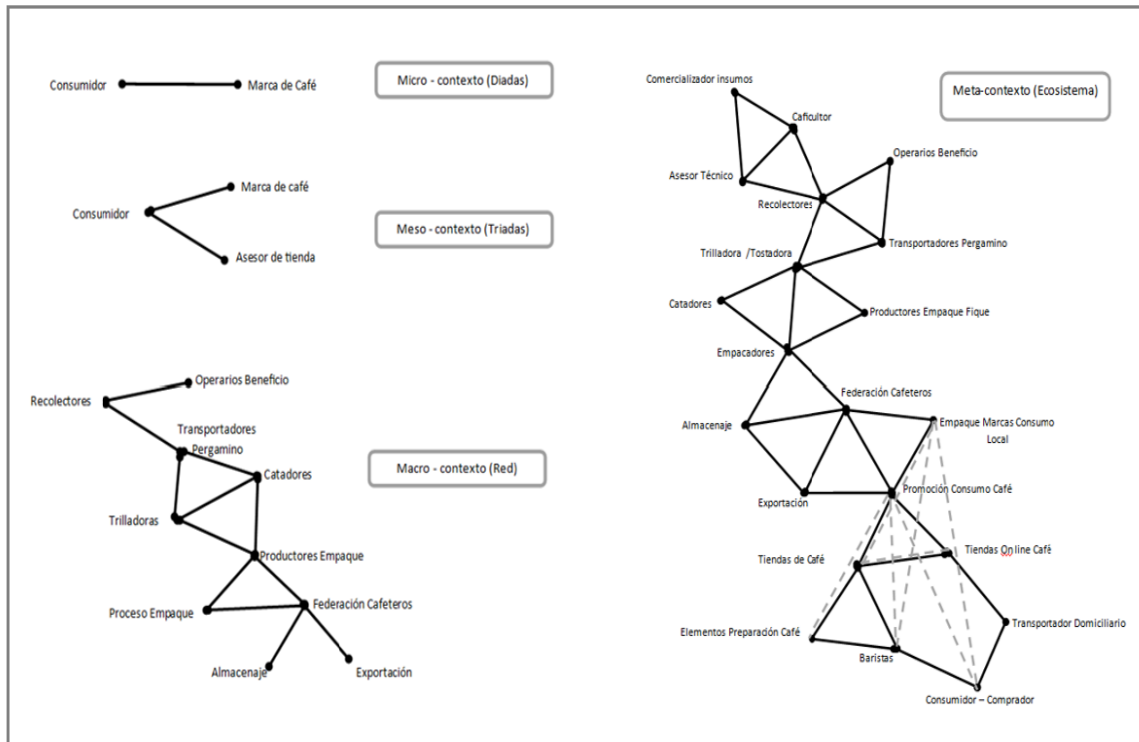 Consumidor
Marca de Café
Micro - contexto (Diadas)
Marca de café
Consumidor
Asesor de tienda
Meso - contexto (Triadas)
Operarios Beneficio
Recolectores
Transportadores
Pergamino
Catadores
Macro - contexto (Red)
Trilladoras
Productores Empaque
Proceso Empaque
Federación Cafeteros
Almacenaje
Exportación
Comercializador insumos
Meta-contexto (Ecosistema)
Caficultor
Operarios Beneficio
Asesor Técnico
Recolectores
Transportadores Pergamino
Trilladora /Tostadora
Catadores
Productores Empaque Fique
Empacadores
Federación Cafeteros
Almacenaje
Empaque Marcas Consumo
Local
Exportación
Promoción Consumo Café
Tiendas de Café
Tiendas Online Café
Elementos Preparación Café
Transportador Domiciliario
Baristas
Consumidor – Comprador